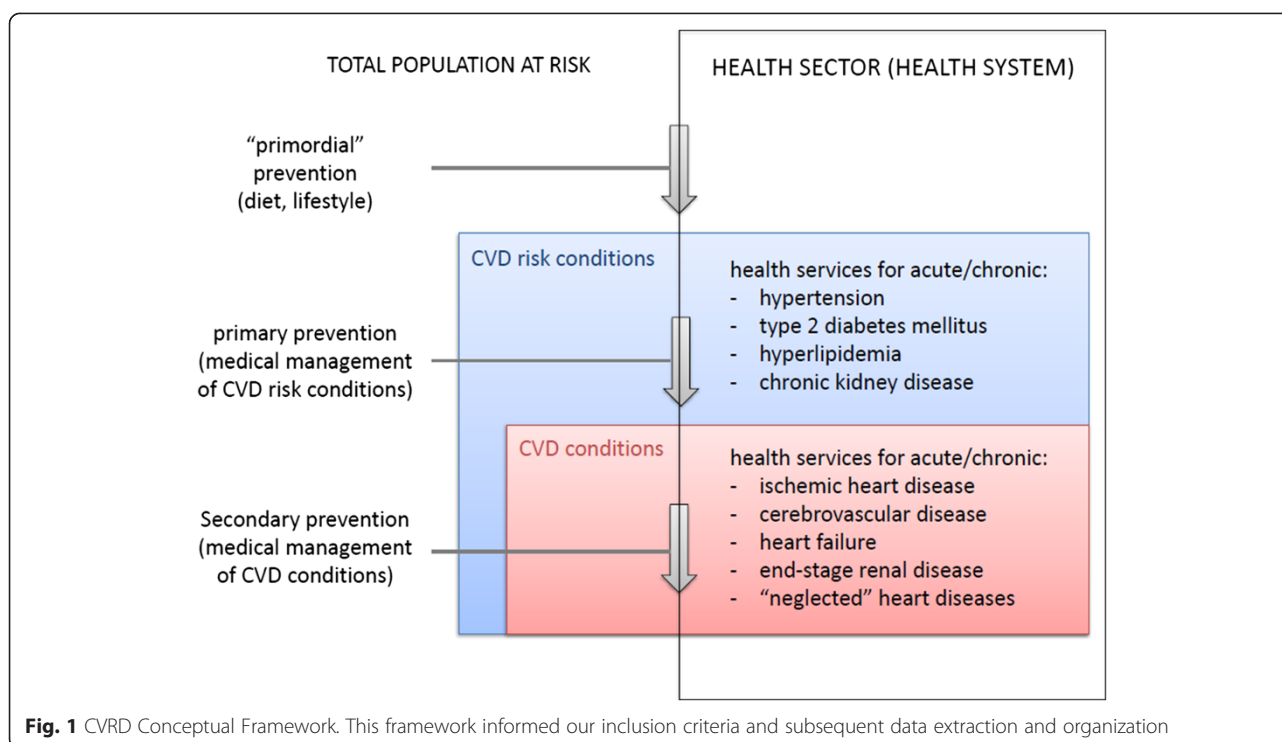 TOTAL POPULATION AT RISK
HEALTH SECTOR (HEALTH SYSTEM)
“primordial”
prevention
(diet, lifestyle)
CVD risk conditions
health services for acute/chronic:
- hypertension
- type 2 diabetes mellitus
- hyperlipidemia
- chronic kidney disease
primary prevention
(medical management
of CVD risk conditions)
CVD conditions
health services for acute/chronic:
- ischemic heart disease
- cerebrovascular disease
- heart failure
- end-stage renal disease
- “neglected” heart diseases
Secondary prevention
(medical management
of CVD conditions)
Fig. 1 CVRD Conceptual Framework. This framework informed our inclusion criteria and subsequent data extraction and organization